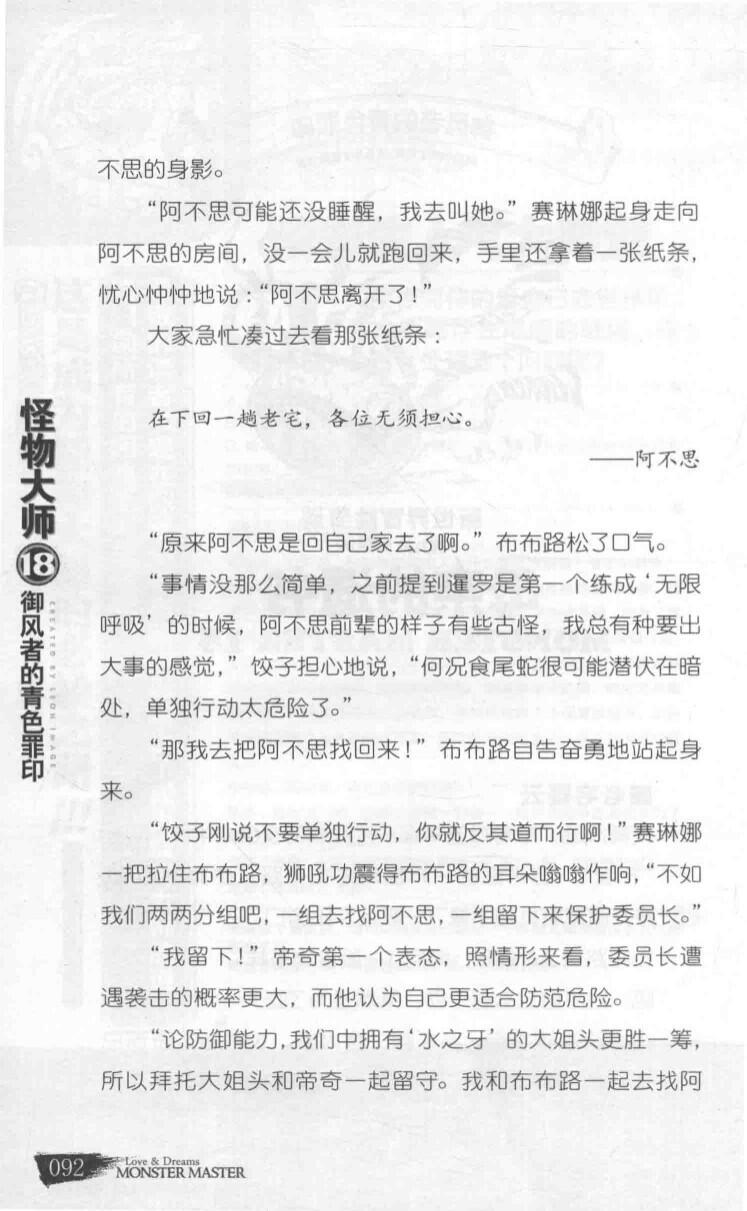 不思的身影。
“阿不思可能还没睡醒，我去叫她。”赛琳娜起身走向
阿不思的房间，没一会儿就跑回来，手里还拿着一张纸条，
忧心忡忡地说：“阿不思离开了！”
大家急忙凑过去看那张纸条：
在下回一趟老宅，各位无须担心。
——阿不思
“原来阿不思是回自己家去了啊。”布布路松了口气。
“事情没那么简单，之前提到暹罗是第一个练成‘无限
呼吸’的时候，阿不思前辈的样子有些古怪，我总有种要出
大事的感觉，”饺子担心地说，“何况食尾蛇很可能潜伏在暗
处，单独行动太危险了。”
“那我去把阿不思找回来！”布布路自告奋勇地站起身
来。
“饺子刚说不要单独行动，你就反其道而行啊！”赛琳娜
一把拉住布布路，狮吼功震得布布路的耳朵嗡嗡作响，“不如
我们两两分组吧，一组去找阿不思，一组留下来保护委员长。”
“我留下！”帝奇第一个表态，照情形来看，委员长遭
遇袭击的概率更大，而他认为自己更适合防范危险。
“论防御能力，我们中拥有‘水之牙’的大姐头更胜一筹，
所以拜托大姐头和帝奇一起留守。我和布布路一起去找阿
怪物大师⑱御风者的青色罪印
CREATED BY LEON IMAGE
092
Love & Dreams
MONSTER MASTER